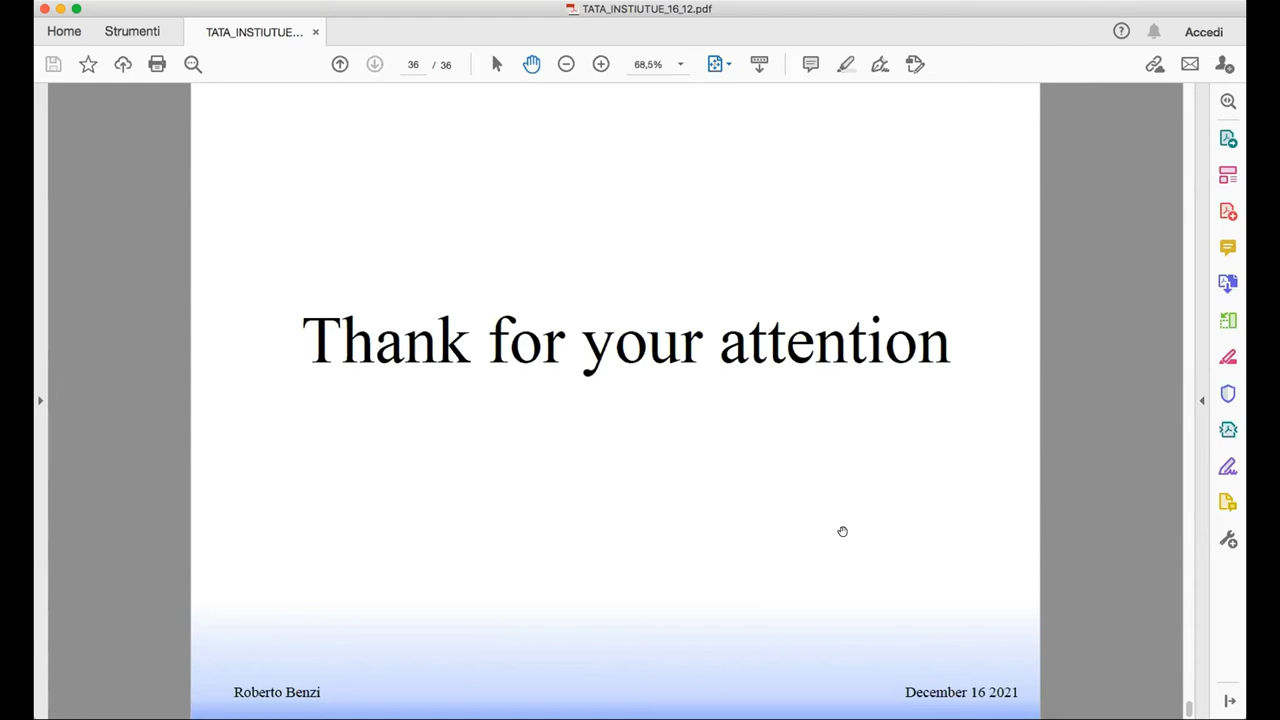 TATA_INSTIUTUE_16_12.pdf
Home
Strumenti
TATA_INSTIUTUE...
Accedi
36 / 36
68,5%
Thank for your attention
Roberto Benzi
December 16 2021